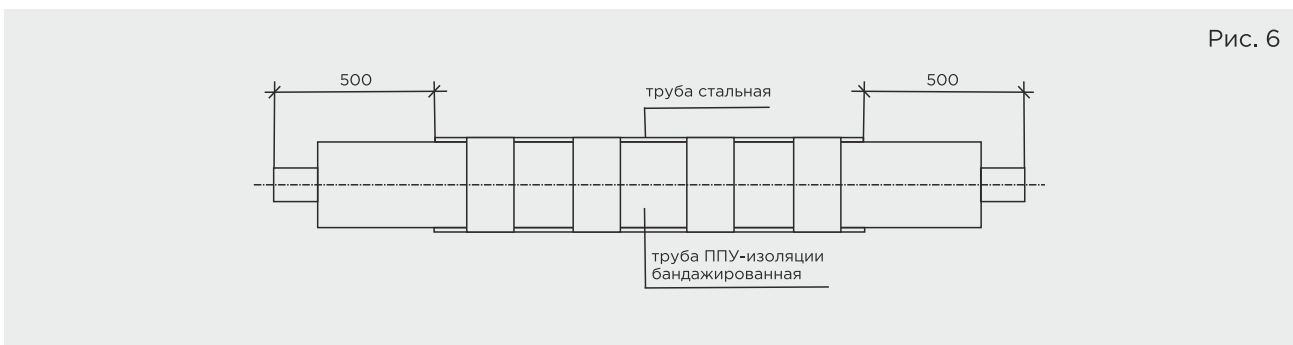 Рис. 6
500
500
труба стальная
труба ППУ-изоляции
бандажированная